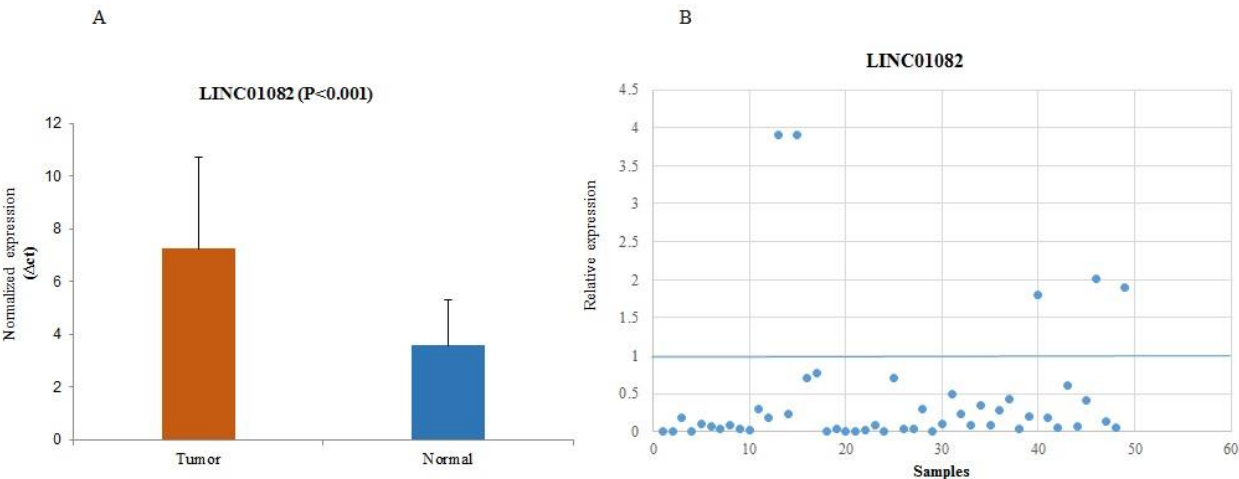 A
LINC01082 (P<0.001)
Normalized expression
(Δct)
12
10
8
6
4
2
0
Tumor
Normal
B
LINC01082
Relative expression
4.5
4
3.5
3
2.5
2
1.5
1
0.5
0
0
10
20
30
40
50
60
Samples